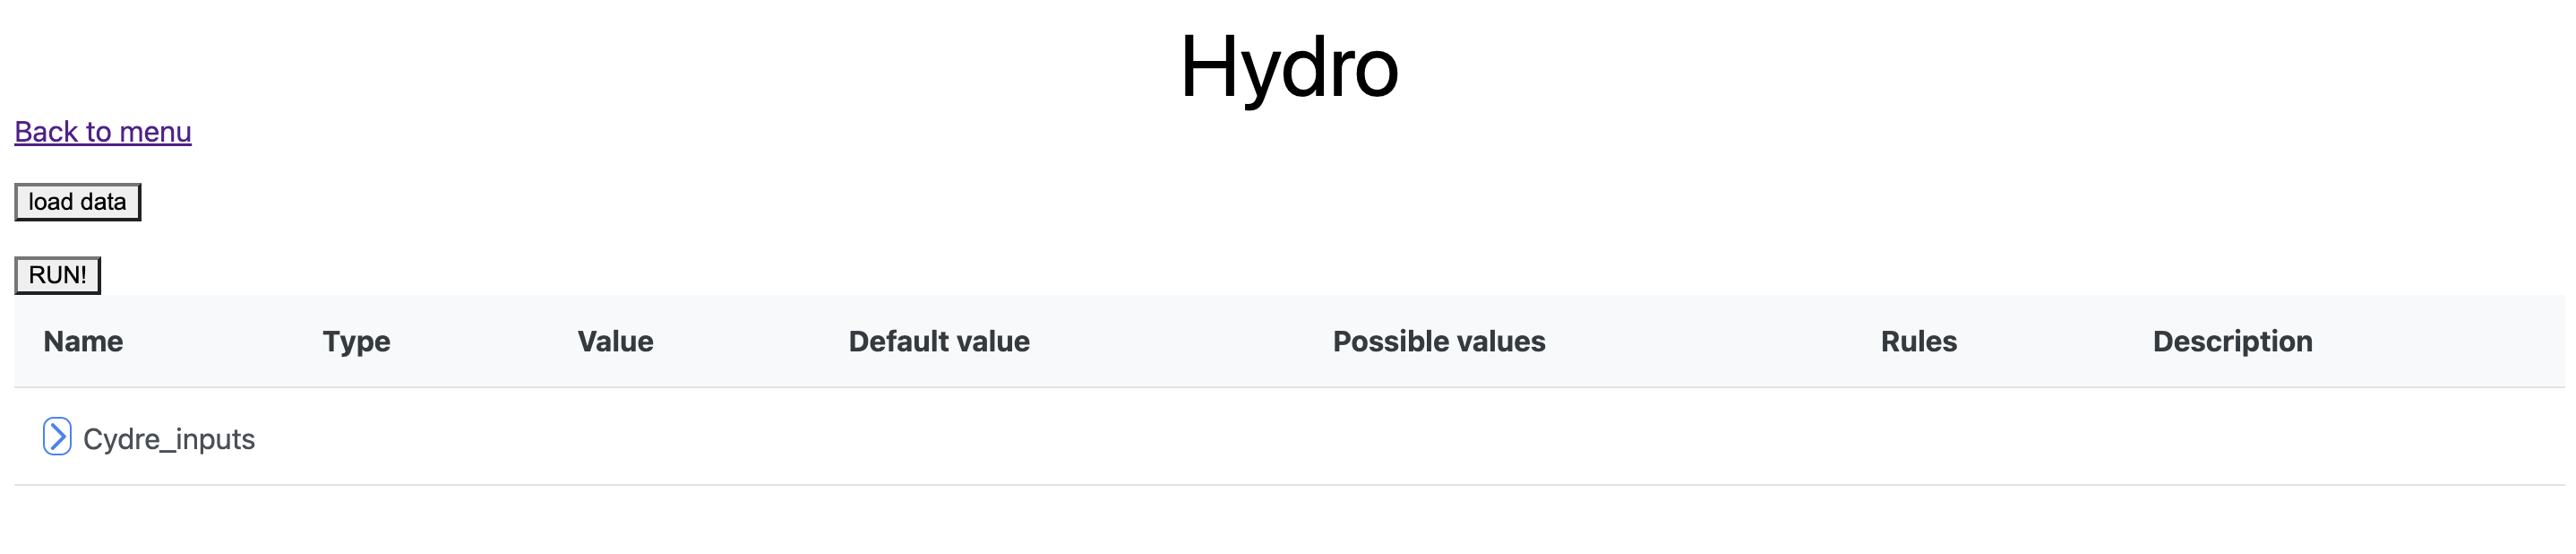 Hydro
Back to menu
load data
RUN!
Name Type Value Default value Possible values Rules Description
Cydre_inputs